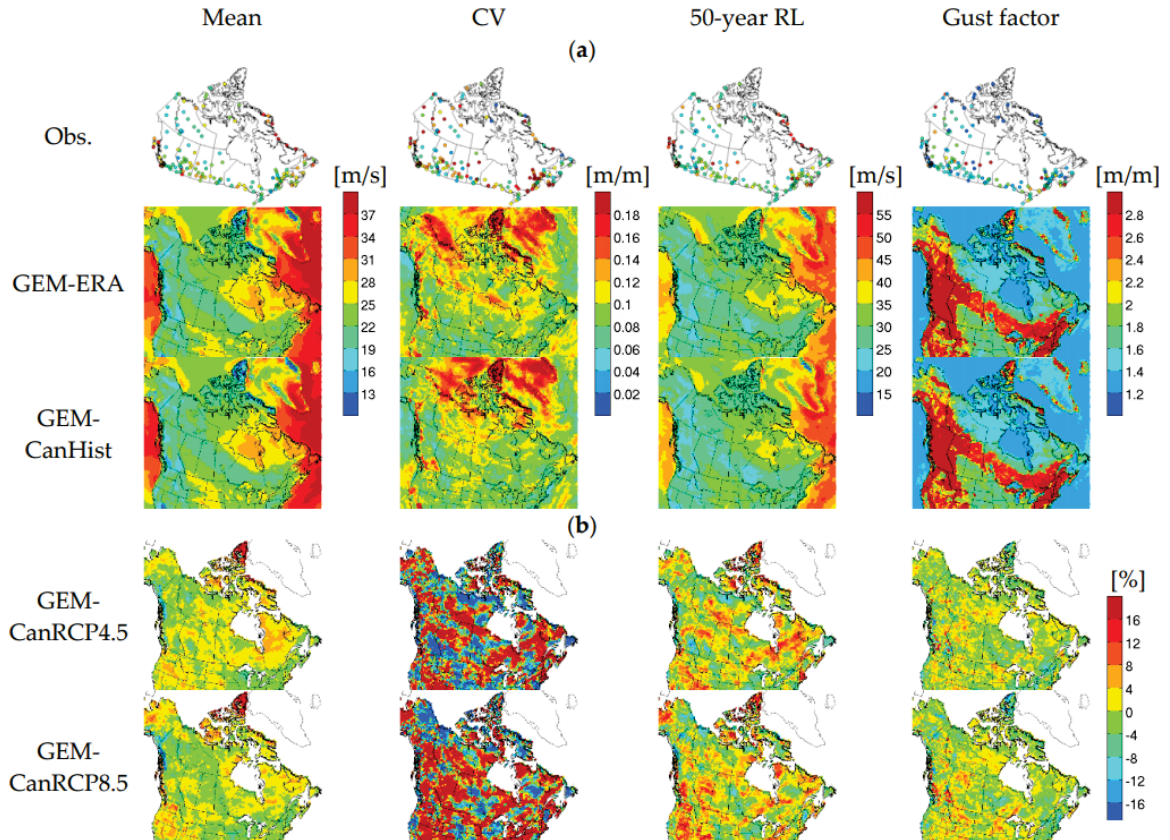 Mean CV 50-year RL Gust factor
(a)
Obs.
[m/s] [m/m] [m/s] [m/m]
37 0.18 55 2.8
34 0.16 50 2.6
31 0.14 45 2.4
28 0.12 40 2.2
25 0.1 35 2
22 0.08 30 1.8
19 0.06 25 1.6
16 0.04 20 1.4
13 0.02 15 1.2
GEM-ERA
GEM-
CanHist
(b)
GEM-
CanRCP4.5
[%]
16
12
8
4
0
-4
-8
-12
-16
GEM-
CanRCP8.5